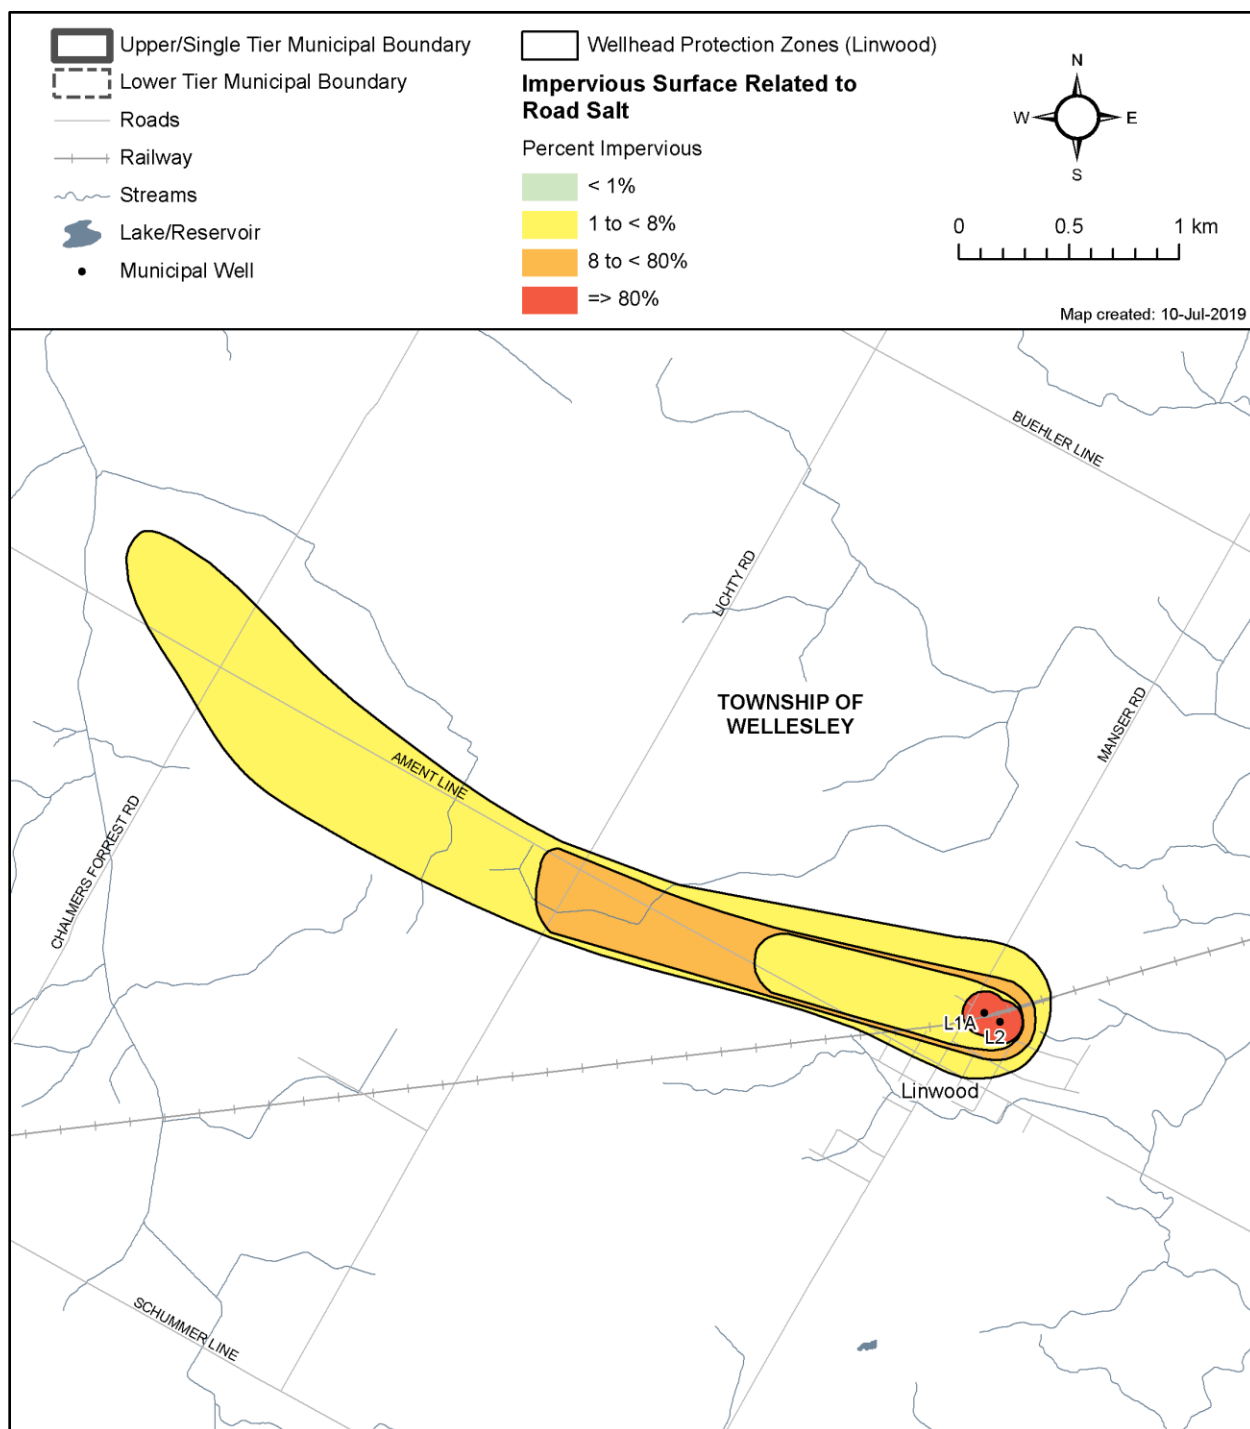 Upper/Single Tier Municipal Boundary
Lower Tier Municipal Boundary
Roads
Railway
Streams
Lake/Reservoir
Municipal Well
Wellhead Protection Zones (Linwood)
Impervious Surface Related to
Road Salt
Percent Impervious
< 1%
1 to < 8%
8 to < 80%
=> 80%
N
W
E
S
0
0.5
1 km
Map created: 10-Jul-2019
BUEHLER LINE
LICHTY RD
TOWNSHIP OF
WELLESLEY
MANSER RD
AMENT LINE
CHALMERS FORREST RD
L1A
L2
Linwood
SCHUMMER LINE